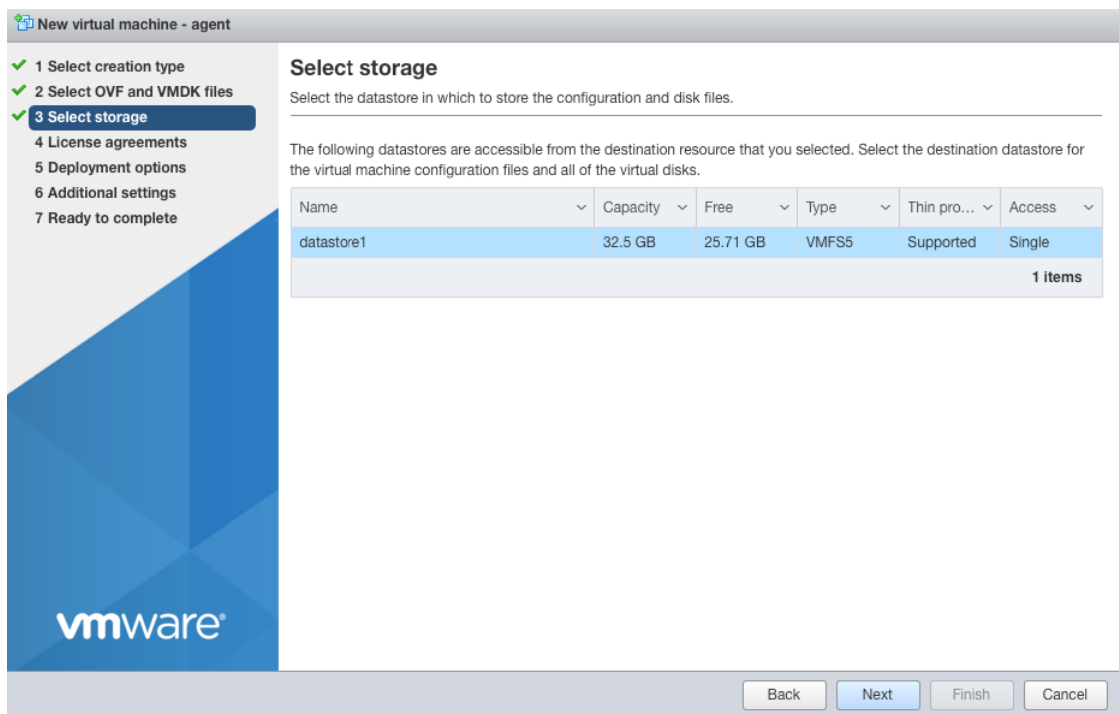 New virtual machine - agent
1 Select creation type
2 Select OVF and VMDK files
3 Select storage
4 License agreements
5 Deployment options
6 Additional settings
7 Ready to complete
Select storage
Select the datastore in which to store the configuration and disk files.
The following datastores are accessible from the destination resource that you selected. Select the destination datastore for
the virtual machine configuration files and all of the virtual disks.
Name Capacity Free Type Thin pro... Access
datastore1 32.5 GB 25.71 GB VMFS5 Supported Single
1 items
vmware®
Back Next Finish Cancel